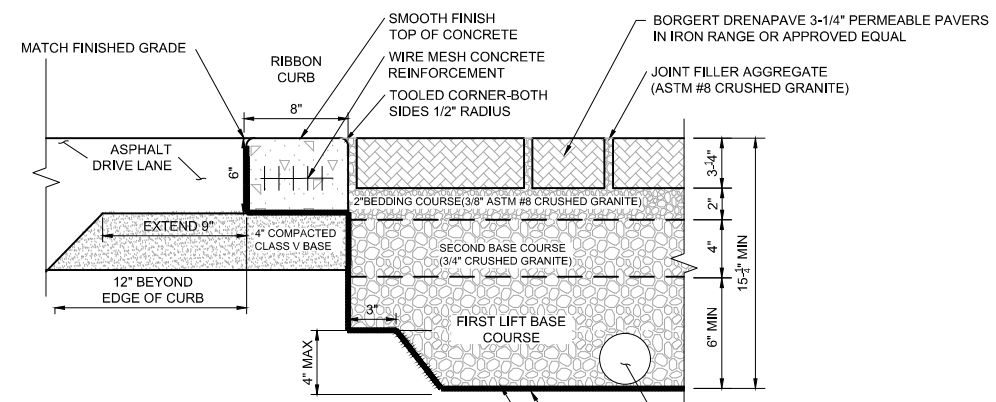 SMOOTH FINISH
TOP OF CONCRETE
BORGERT DRENAPAVE 3-1/4" PERMEABLE PAVERS
IN IRON RANGE OR APPROVED EQUAL
MATCH FINISHED GRADE
RIBBON
CURB
WIRE MESH CONCRETE
REINFORCEMENT
JOINT FILLER AGGREGATE
(ASTM #8 CRUSHED GRANITE)
8"
TOOLED CORNER-BOTH
SIDES 1/2" RADIUS
ASPHALT
DRIVE LANE
6"
3-1/4"
2"BEDDING COURSE(3/8" ASTM #8 CRUSHED GRANITE)
2"
EXTEND 9"
4" COMPACTED
CLASS V BASE
SECOND BASE COURSE
(3/4" CRUSHED GRANITE)
4"
15-1/4" MIN
12" BEYOND
EDGE OF CURB
3"
FIRST LIFT BASE
COURSE
6" MIN
4" MAX